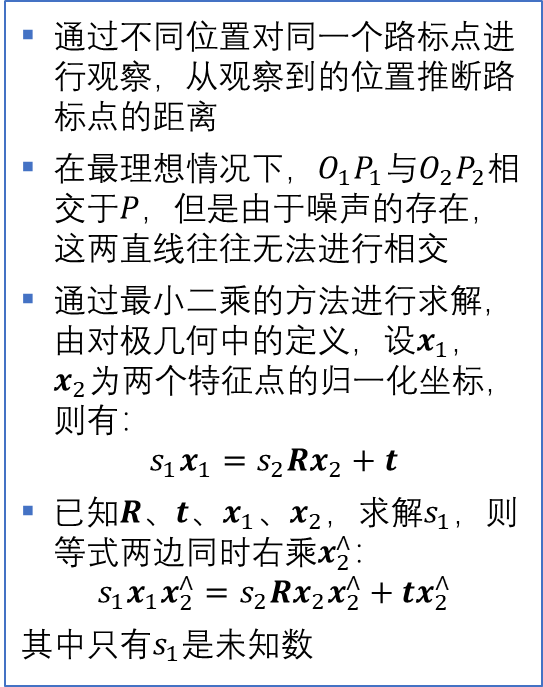 ▪ 通过不同位置对同一个路标点进
行观察，从观察到的位置推断路
标点的距离
▪ 在最理想情况下，O₁P₁与O₂P₂相
交于P，但是由于噪声的存在，
这两直线往往无法进行相交
▪ 通过最小二乘的方法进行求解，
由对极几何中的定义，设x₁，
x₂为两个特征点的归一化坐标，
则有：
s₁x₁ = s₂Rx₂ + t
▪ 已知R、t、x₁、x₂，求解s₁，则
等式两边同时右乘x₂^：
s₁x₁x₂^ = s₂Rx₂x₂^ + tx₂^
其中只有s₁是未知数